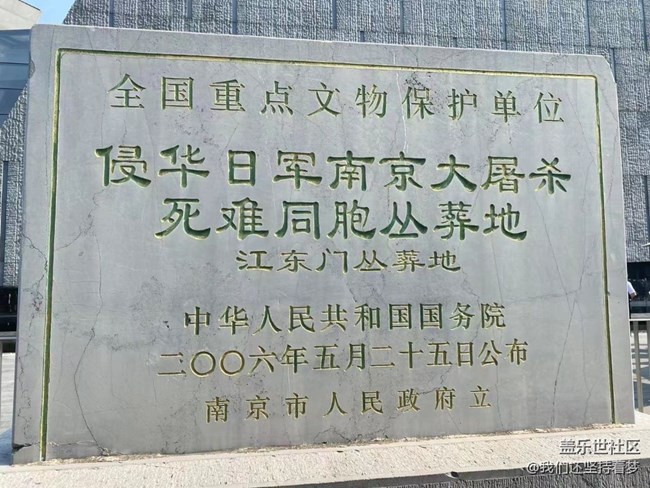 全国重点文物保护单位
侵华日军南京大屠杀
死难同胞丛葬地
江东门丛葬地
中华人民共和国国务院
二〇〇六年五月二十五日公布
南京市人民政府立
盖乐世社区
@我们还坚持着梦